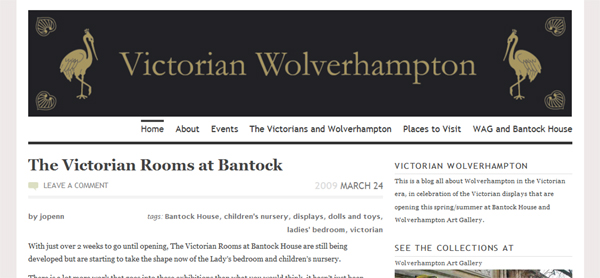 Victorian Wolverhampton
Home About Events The Victorians and Wolverhampton Places to Visit WAG and Bantock House
The Victorian Rooms at Bantock
LEAVE A COMMENT 2009 MARCH 24
by jopenn tags: Bantock House, children's nursery, displays, dolls and toys,
ladies' bedroom, victorian
With just over 2 weeks to go until opening, The Victorian Rooms at Bantock House are still being
developed but are starting to take the shape now of the Lady's bedroom and children's nursery.
There is a lot more work that goes into these exhibitions than what you would think, it hasn't just been
VICTORIAN WOLVERHAMPTON
This is a blog all about Wolverhampton in the Victorian
era, in celebration of the Victorian displays that are
opening this spring/summer at Bantock House and
Wolverhampton Art Gallery.
SEE THE COLLECTIONS AT
Wolverhampton Art Gallery